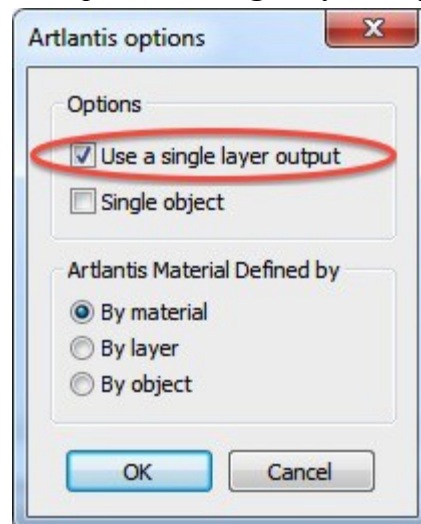 Artlantis options
Options
Use a single layer output
Single object
Artlantis Material Defined by
By material
By layer
By object
OK Cancel